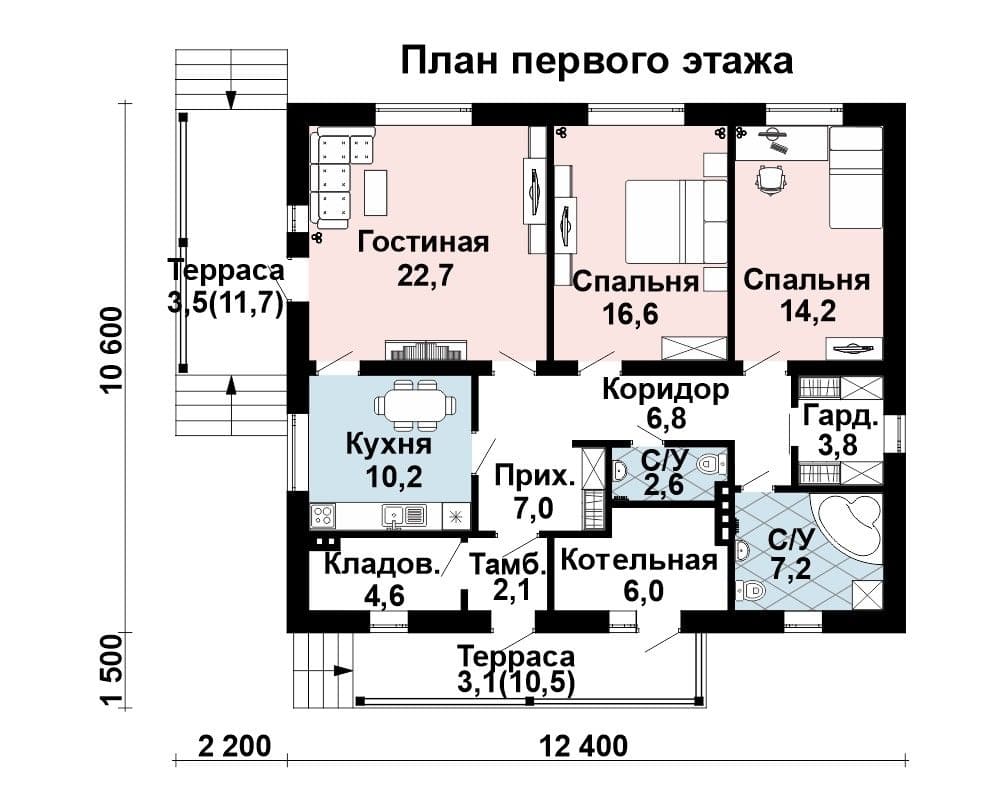 План первого этажа
Гостиная
22,7
Терраса
3,5(11,7)
Спальня
16,6
Спальня
14,2
10 600
Коридор
6,8
Гард.
3,8
Кухня
10,2
С/У
2,6
Прих.
7,0
С/У
7,2
Кладов.
4,6
Тамб.
2,1
Котельная
6,0
1 500
Терраса
3,1(10,5)
2 200
12 400